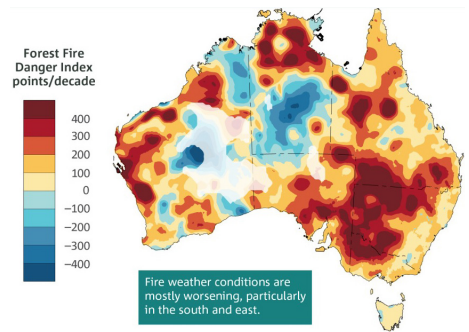 Forest Fire
Danger Index
points/decade
400
300
200
100
0
−100
−200
−300
−400
Fire weather conditions are
mostly worsening, particularly
in the south and east.